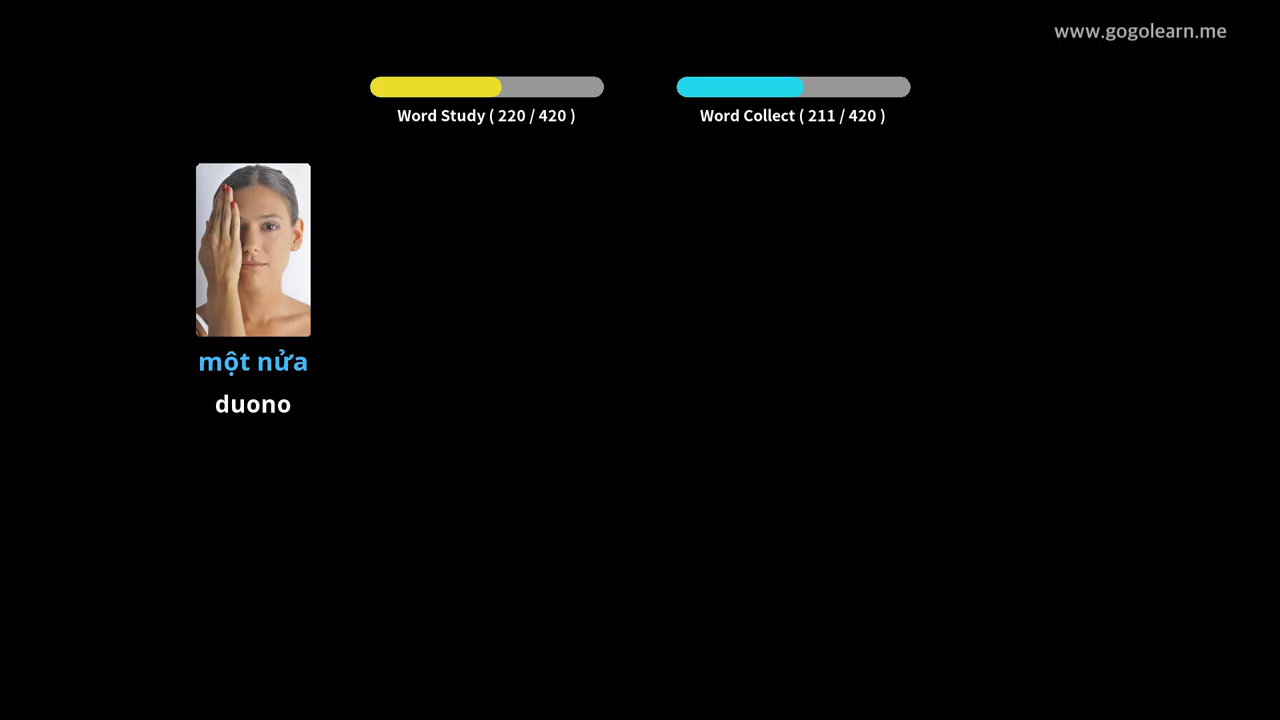 www.gogolearn.me
Word Study ( 220 / 420 )
Word Collect ( 211 / 420 )
một nửa
duono